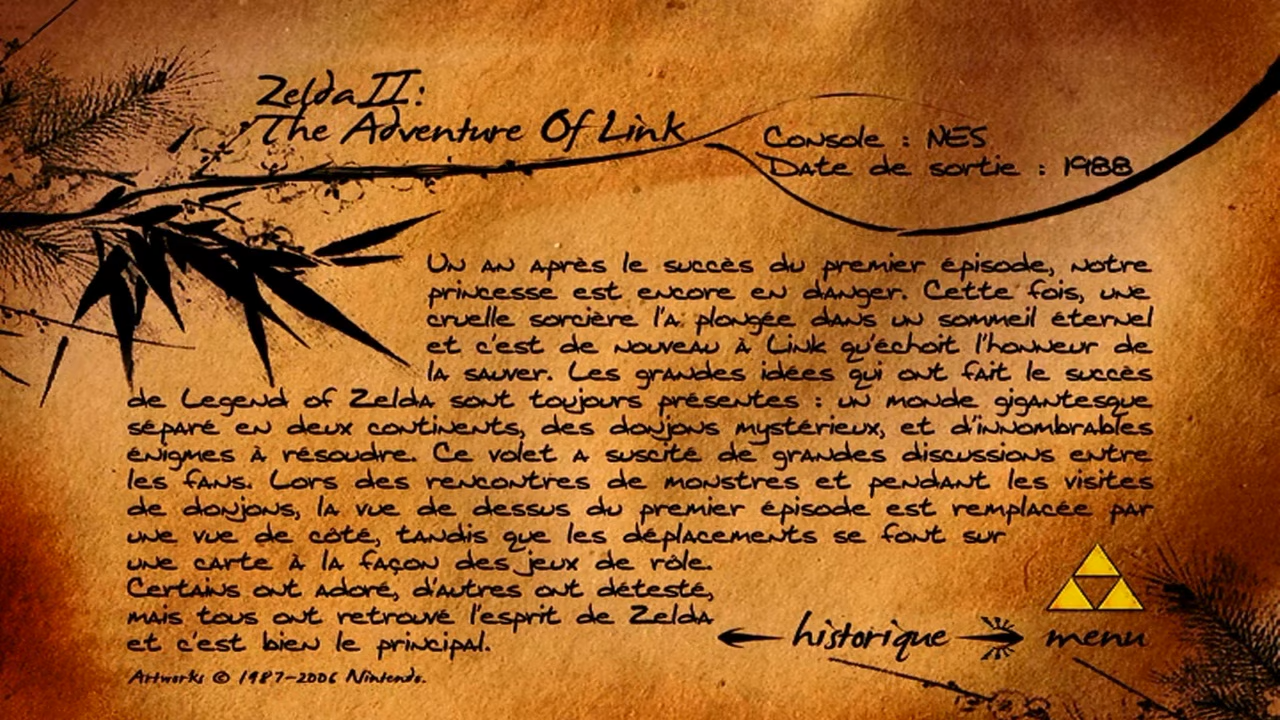 Zelda II:
The Adventure Of Link
Console : NES
Date de sortie : 1988
Un an après le succès du premier épisode, notre
princesse est encore en danger. Cette fois, une
cruelle sorcière l'a plongée dans un sommeil éternel
et c'est de nouveau à Link qu'échoit l'honneur de
la sauver. Les grandes idées qui ont fait le succès
de Legend of Zelda sont toujours présentes : un monde gigantesque
séparé en deux continents, des donjons mystérieux, et d'innombrables
énigmes à résoudre. Ce volet a suscité de grandes discussions entre
les fans. Lors des rencontres de monstres et pendant les visites
de donjons, la vue de dessus du premier épisode est remplacée par
une vue de côté, tandis que les déplacements se font sur
une carte à la façon des jeux de rôle.
Certains ont adoré, d'autres ont détesté,
mais tous ont retrouvé l'esprit de Zelda
et c'est bien le principal.
historique
menu
Artworks © 1987-2006 Nintendo.